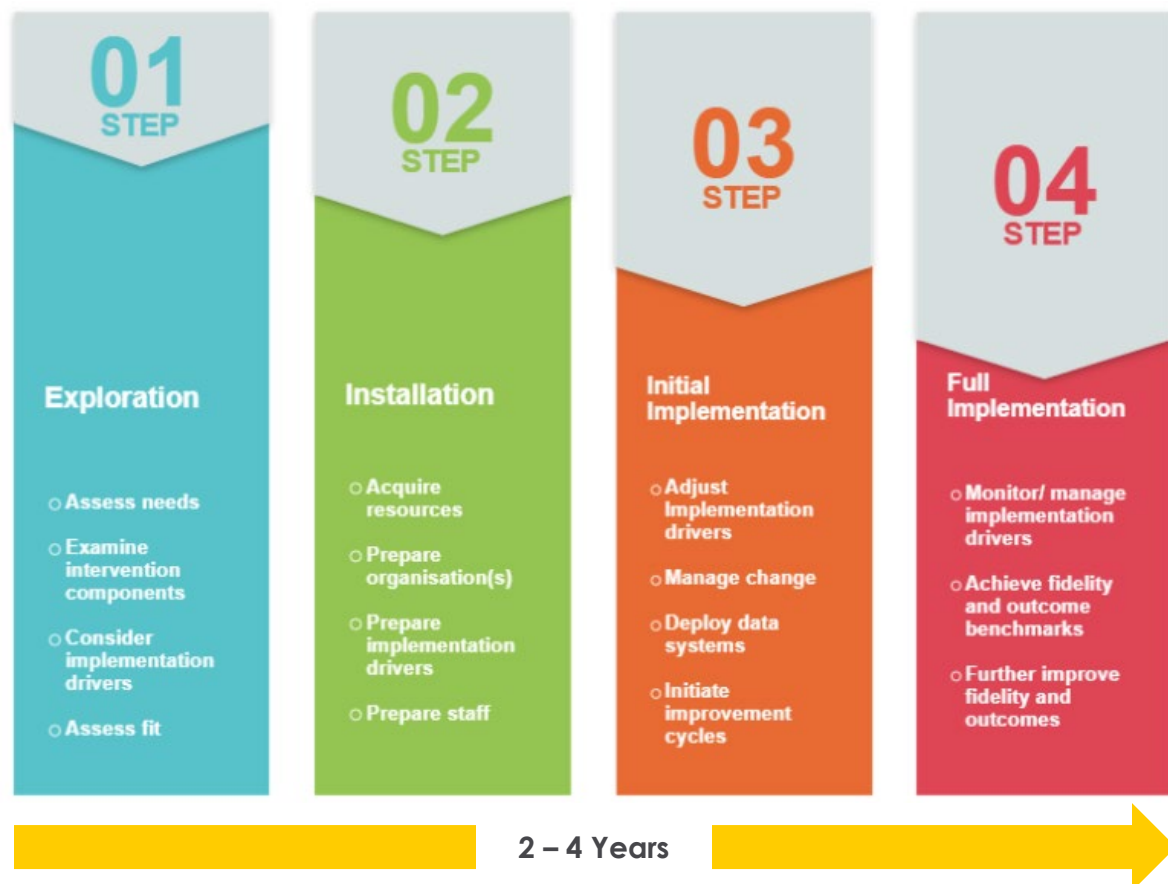 01
STEP
Exploration
○ Assess needs
○ Examine
intervention
components
○ Consider
implementation
drivers
○ Assess fit
02
STEP
Installation
○ Acquire
resources
○ Prepare
organisation(s)
○ Prepare
implementation
drivers
○ Prepare staff
03
STEP
Initial
Implementation
○ Adjust
Implementation
drivers
○ Manage change
○ Deploy data
systems
○ Initiate
improvement
cycles
04
STEP
Full
Implementation
○ Monitor/ manage
implementation
drivers
○ Achieve fidelity
and outcome
benchmarks
○ Further improve
fidelity and
outcomes
2 – 4 Years